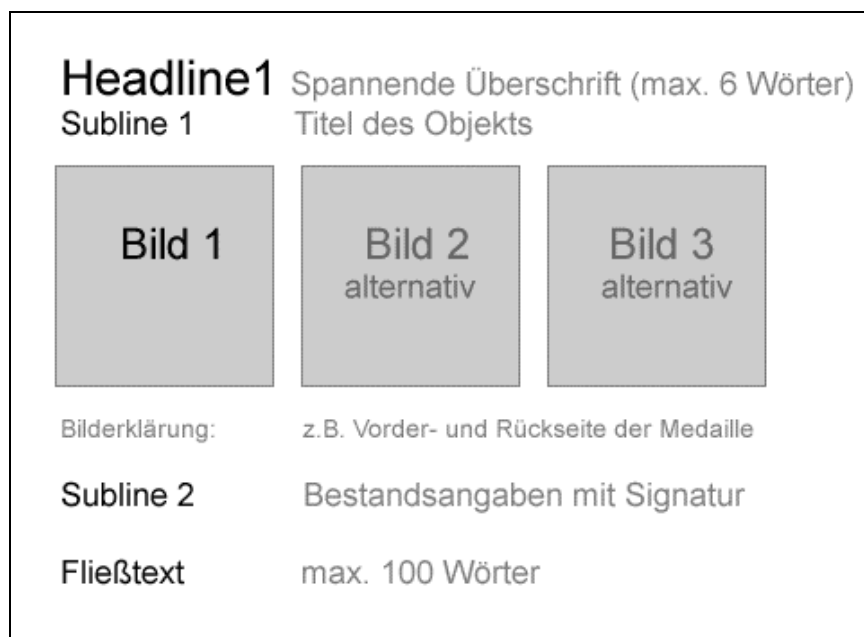 Headline1 Spannende Überschrift (max. 6 Wörter)
Subline 1 Titel des Objekts
Bild 1 Bild 2 Bild 3
alternativ alternativ
Bilderklärung: z.B. Vorder- und Rückseite der Medaille
Subline 2 Bestandsangaben mit Signatur
Fließtext max. 100 Wörter